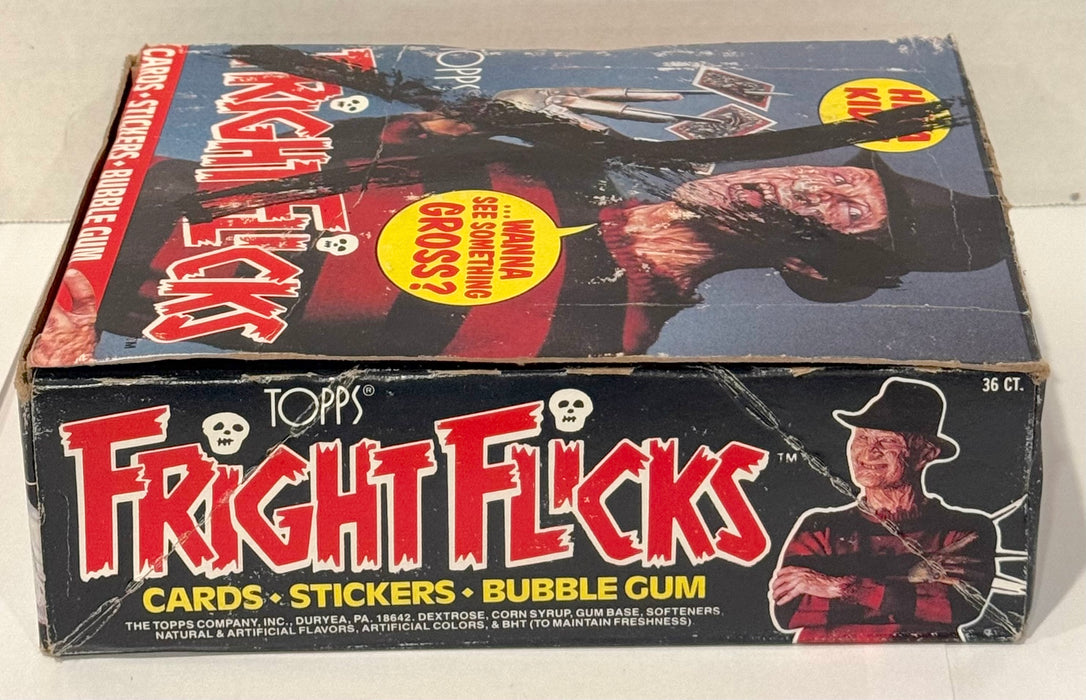 TOPPS
FRIGHT FLICKS
CARDS • STICKERS • BUBBLE GUM
...WANNA
SEE SOMETHING
GROSS?
TM
TOPPS®
FRIGHT FLICKS™
36 CT.
CARDS • STICKERS • BUBBLE GUM
THE TOPPS COMPANY, INC., DURYEA, PA. 18642. DEXTROSE, CORN SYRUP, GUM BASE, SOFTENERS,
NATURAL & ARTIFICIAL FLAVORS, ARTIFICIAL COLORS, & BHT (TO MAINTAIN FRESHNESS)